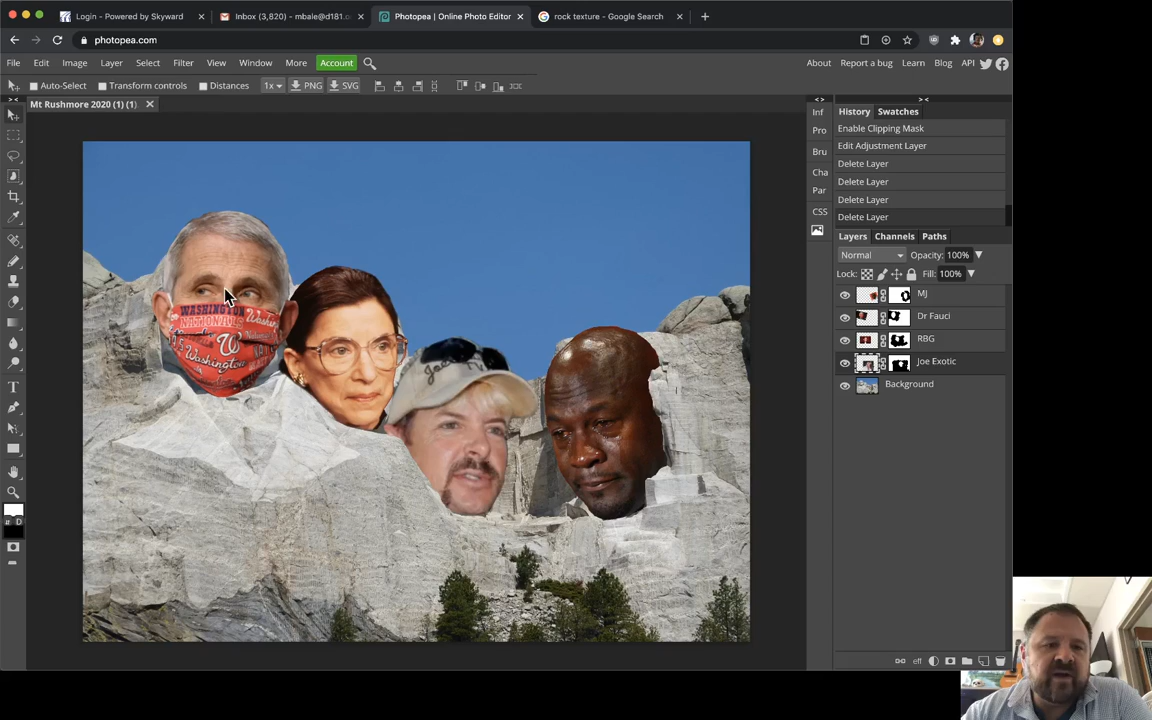 Login - Powered by Skyward
Inbox (3,820) - mbale@d181.o
Photopea | Online Photo Editor
rock texture - Google Search
photopea.com
File Edit Image Layer Select Filter View Window More Account
About Report a bug Learn Blog API
Auto-Select Transform controls Distances 1x PNG SVG
Mt Rushmore 2020 (1) (1)
Inf
Pro
Bru
Cha
Par
CSS
History Swatches
Enable Clipping Mask
Edit Adjustment Layer
Delete Layer
Delete Layer
Delete Layer
Delete Layer
Layers Channels Paths
Normal Opacity: 100%
Lock: Fill: 100%
MJ
Dr Fauci
RBG
Joe Exotic
Background
eff
D
WASHINGTON
NATIONALS
Washington
W
Washington
Joe